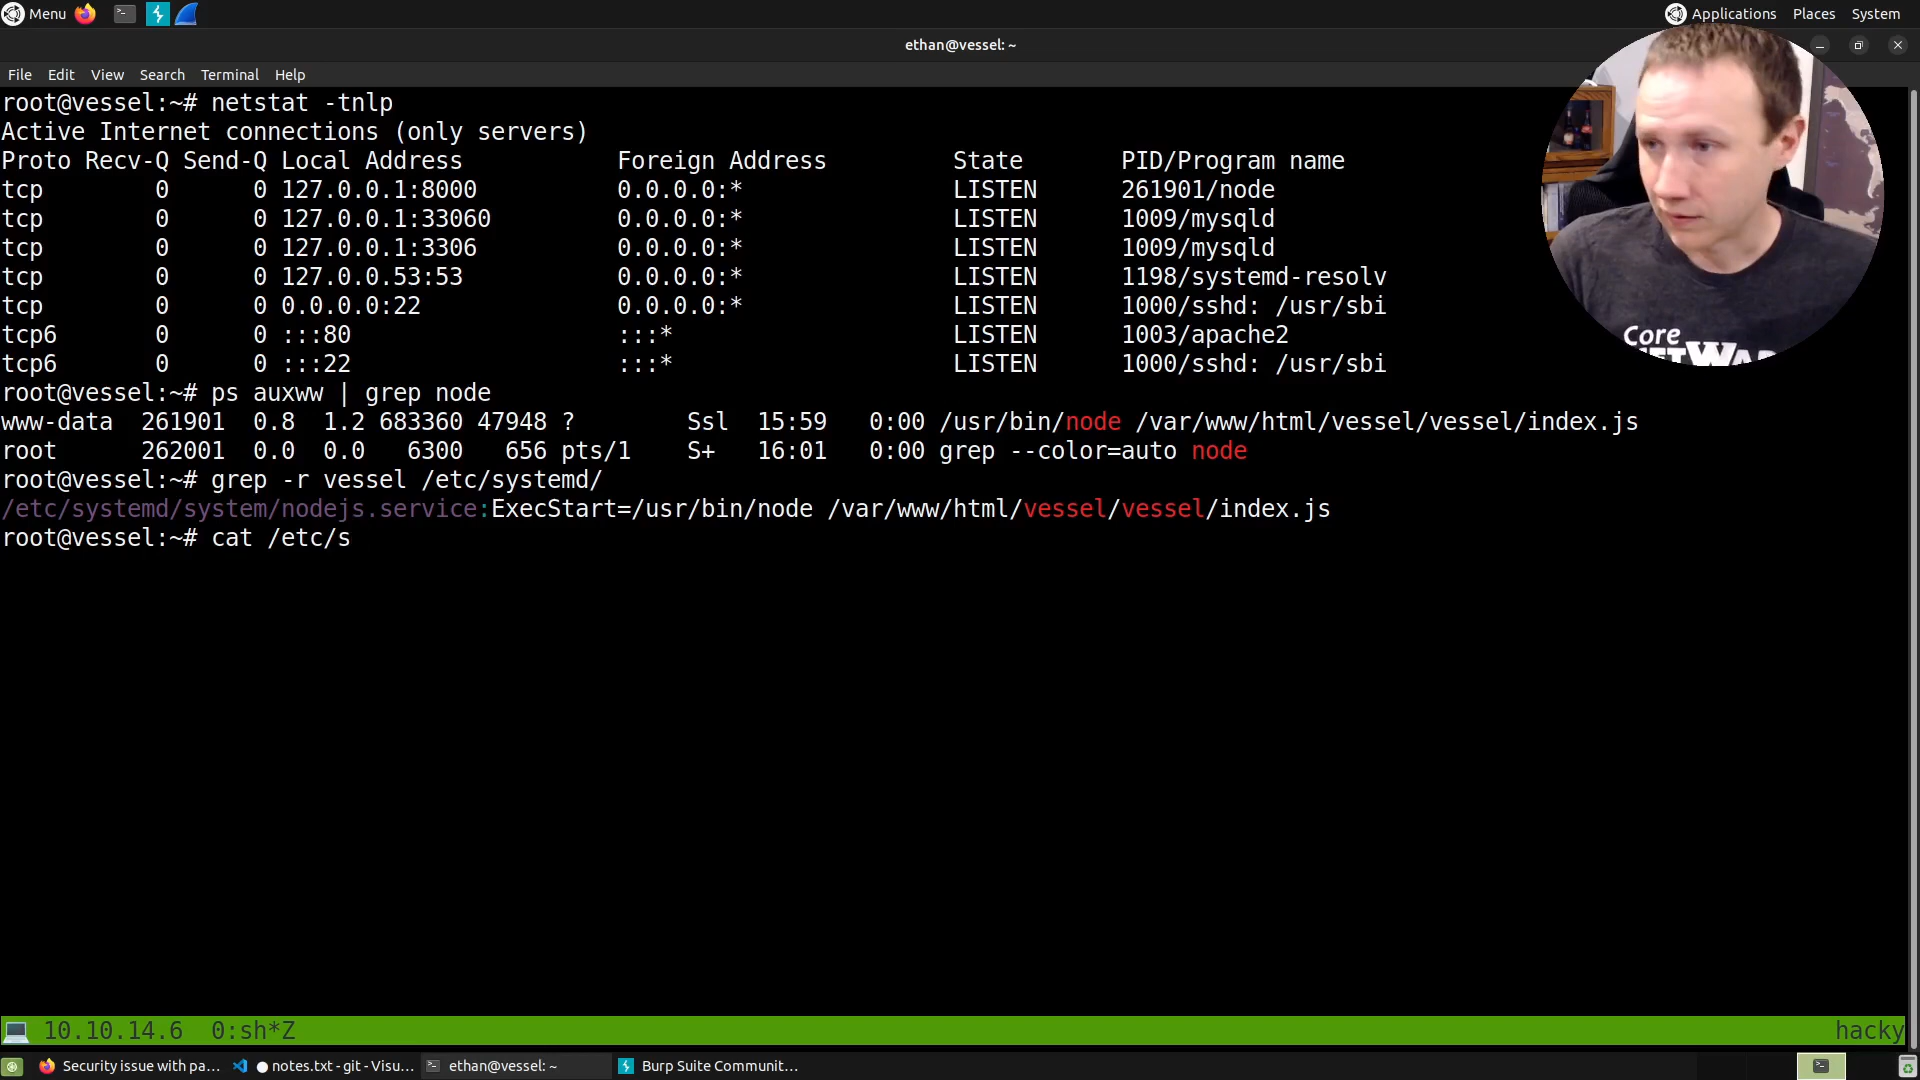 Menu
Applications Places System
ethan@vessel: ~
File Edit View Search Terminal Help
root@vessel:~# netstat -tnlp
Active Internet connections (only servers)
Proto Recv-Q Send-Q Local Address Foreign Address State PID/Program name
tcp 0 0 127.0.0.1:8000 0.0.0.0:* LISTEN 261901/node
tcp 0 0 127.0.0.1:33060 0.0.0.0:* LISTEN 1009/mysqld
tcp 0 0 127.0.0.1:3306 0.0.0.0:* LISTEN 1009/mysqld
tcp 0 0 127.0.0.53:53 0.0.0.0:* LISTEN 1198/systemd-resolv
tcp 0 0 0.0.0.0:22 0.0.0.0:* LISTEN 1000/sshd: /usr/sbi
tcp6 0 0 :::80 :::* LISTEN 1003/apache2
tcp6 0 0 :::22 :::* LISTEN 1000/sshd: /usr/sbi
root@vessel:~# ps auxww | grep node
www-data 261901 0.8 1.2 683360 47948 ? Ssl 15:59 0:00 /usr/bin/node /var/www/html/vessel/vessel/index.js
root 262001 0.0 0.0 6300 656 pts/1 S+ 16:01 0:00 grep --color=auto node
root@vessel:~# grep -r vessel /etc/systemd/
/etc/systemd/system/nodejs.service:ExecStart=/usr/bin/node /var/www/html/vessel/vessel/index.js
root@vessel:~# cat /etc/s
Core
10.10.14.6 0:sh*Z
hacky
Security issue with pa...
notes.txt - git - Visu...
ethan@vessel: ~
Burp Suite Communit...